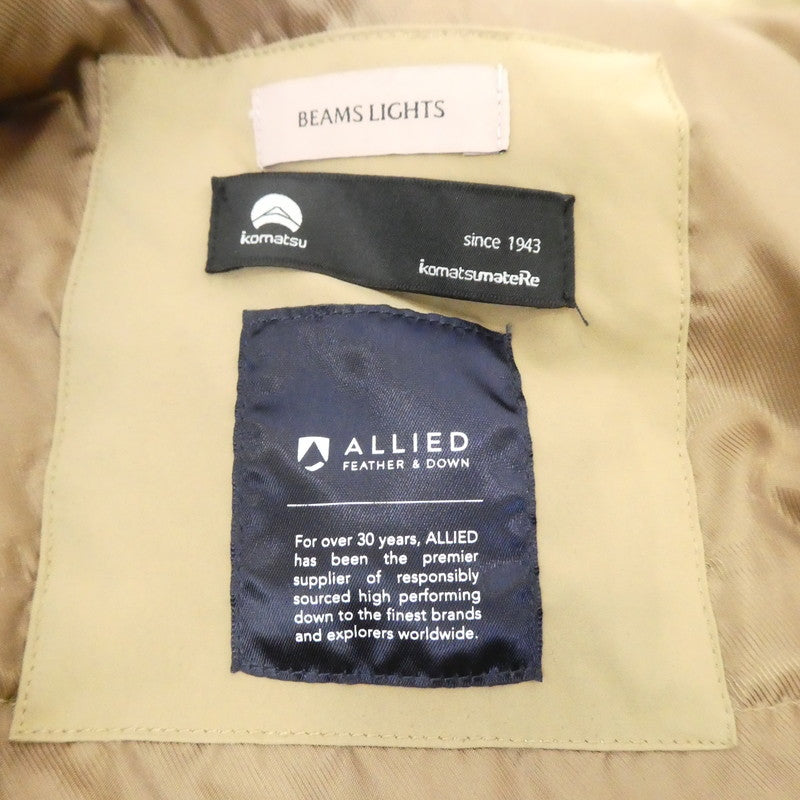 BEAMS LIGHTS
komatsu
since 1943
komatsumateRe
ALLIED
FEATHER & DOWN
For over 30 years, ALLIED
has been the premier
supplier of responsibly
sourced high performing
down to the finest brands
and explorers worldwide.